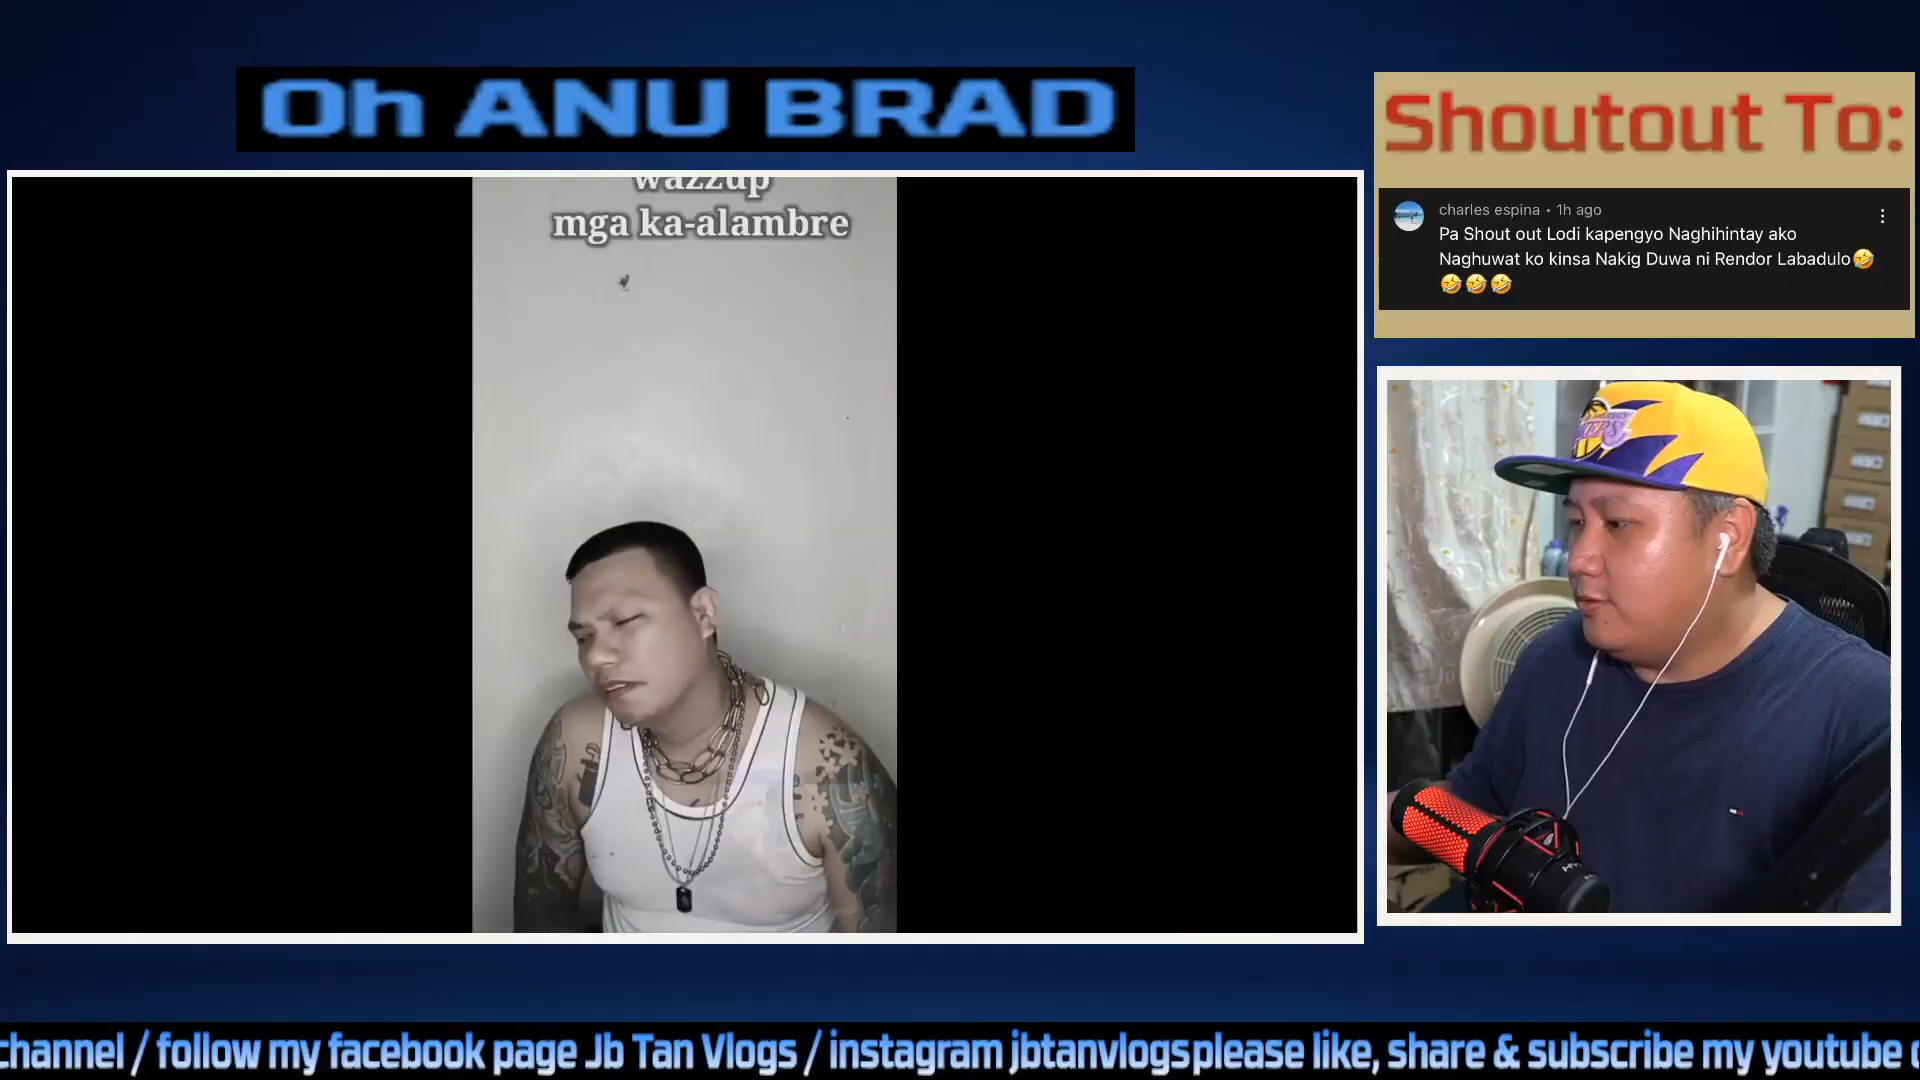 Oh ANU BRAD
Shoutout To:
charles espina • 1h ago
Pa Shout out Lodi kapengyo Naghihintay ako
Naghuwat ko kinsa Nakig Duwa ni Rendor Labadulo🤣
🤣🤣🤣
wazzup
mga ka-alambre
channel / follow my facebook page Jb Tan Vlogs / instagram jbtanvlogsplease like, share & subscribe my youtube